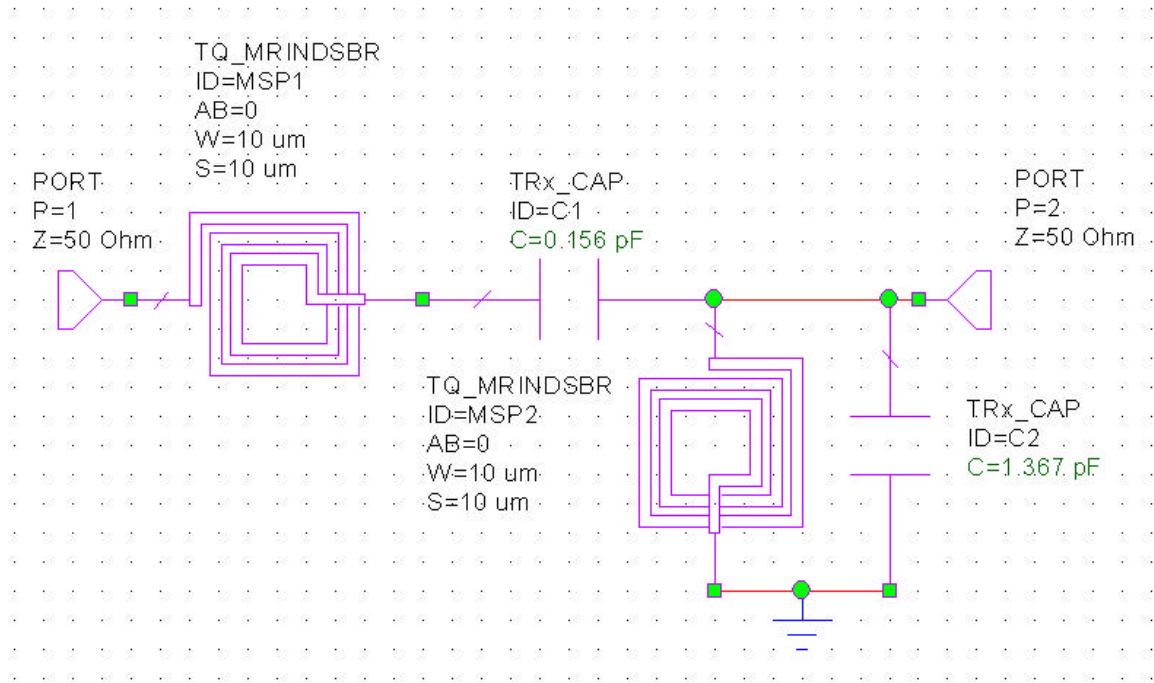 TQ_MRINDSBR
ID=MSP1
AB=0
W=10 um
S=10 um
PORT
P=1
Z=50 Ohm
TRx_CAP
ID=C1
C=0.156 pF
PORT
P=2
Z=50 Ohm
TQ_MRINDSBR
ID=MSP2
AB=0
W=10 um
S=10 um
TRx_CAP
ID=C2
C=1.367 pF